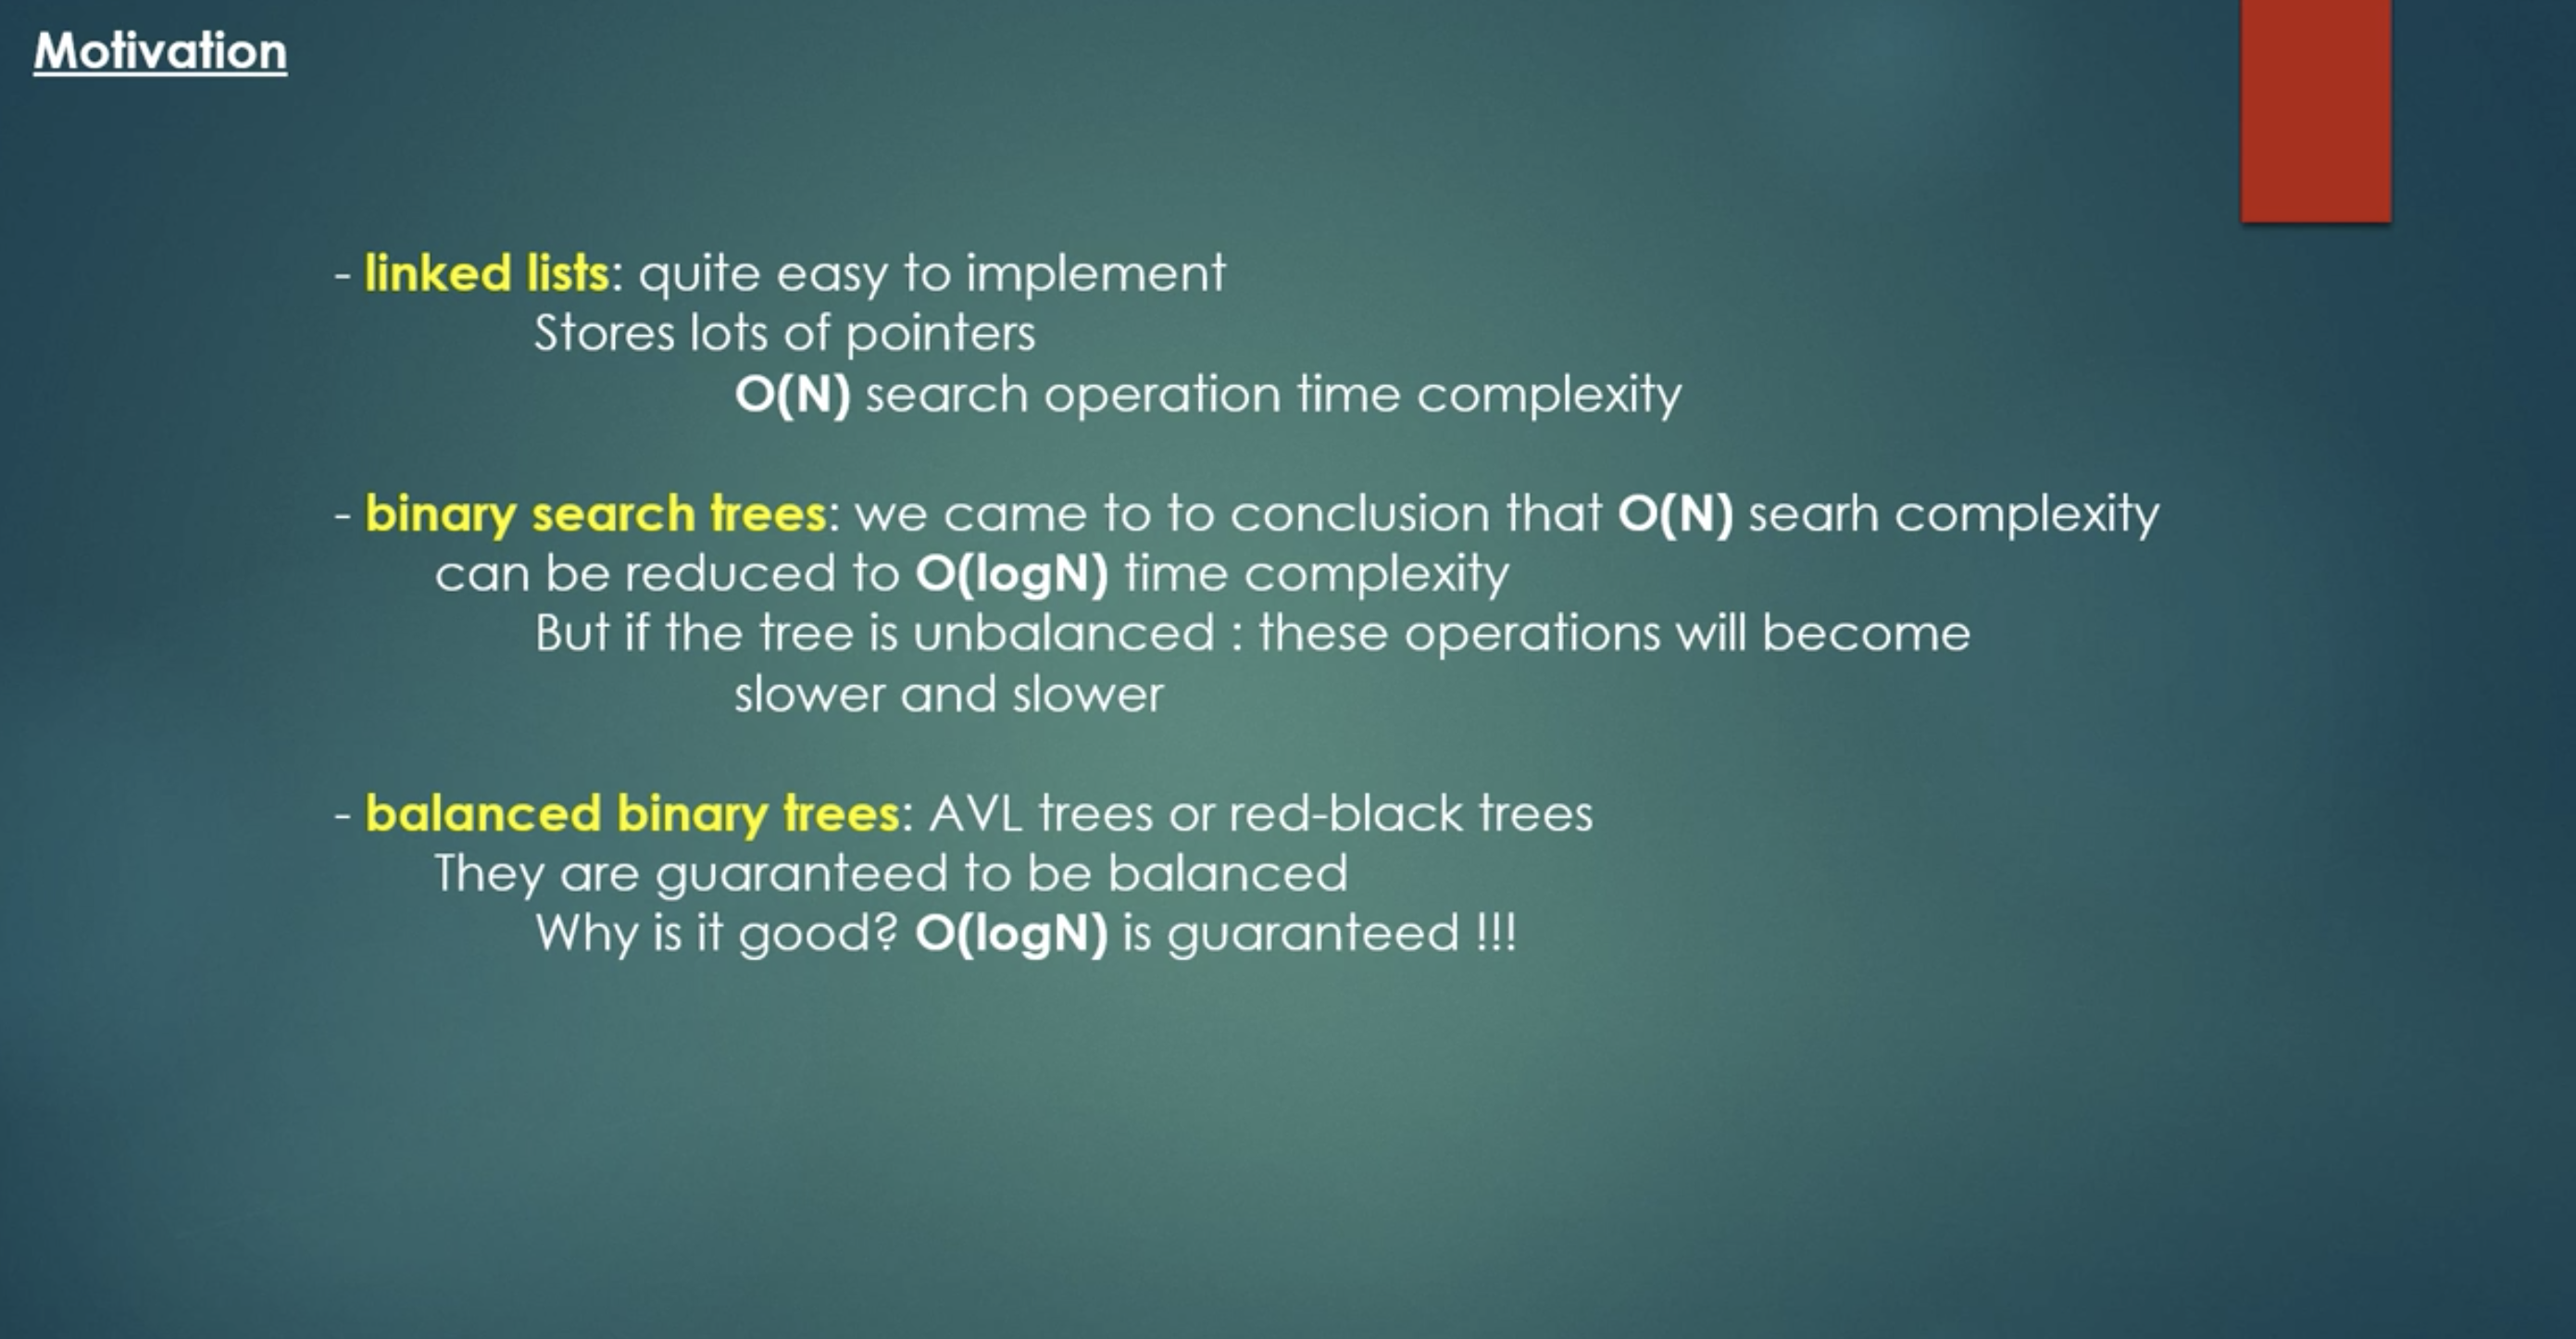 Motivation
- linked lists: quite easy to implement
Stores lots of pointers
O(N) search operation time complexity
- binary search trees: we came to to conclusion that O(N) searh complexity
can be reduced to O(logN) time complexity
But if the tree is unbalanced : these operations will become
slower and slower
- balanced binary trees: AVL trees or red-black trees
They are guaranteed to be balanced
Why is it good? O(logN) is guaranteed !!!